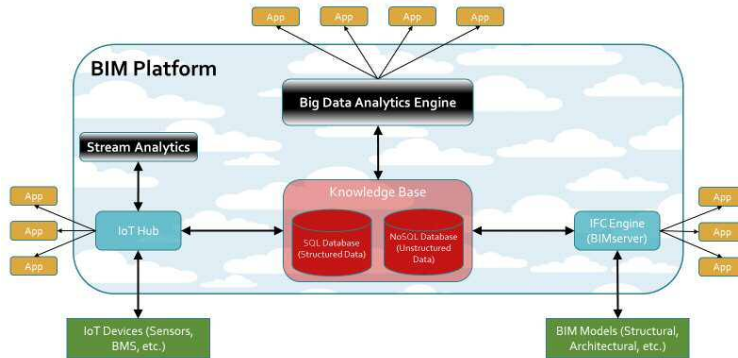 App App App App
BIM Platform
Big Data Analytics Engine
Stream Analytics
Knowledge Base
App
App
App
IoT Hub
SQL Database
(Structured Data)
NoSQL Database
(Unstructured
Data)
IFC Engine
(BIMserver)
App
App
App
IoT Devices (Sensors,
BMS, etc.)
BIM Models (Structural,
Architectural, etc.)